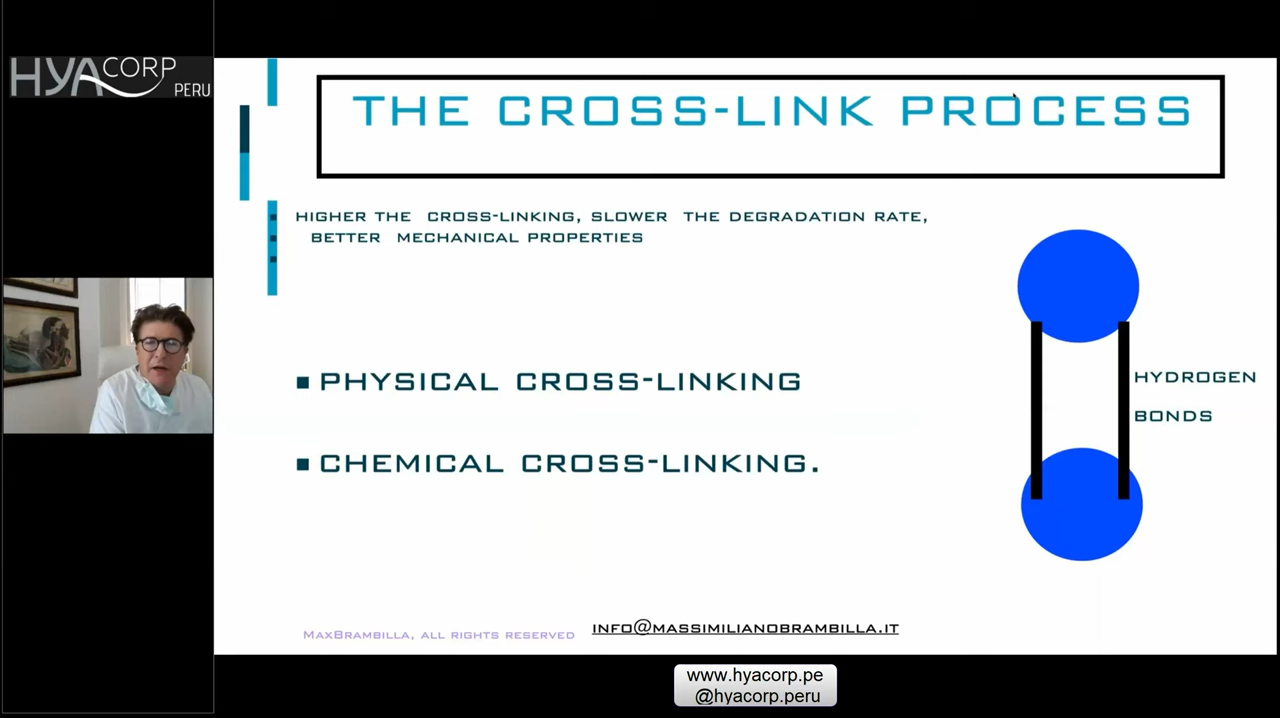 HYACORP
PERU
THE CROSS-LINK PROCESS
HIGHER THE CROSS-LINKING, SLOWER THE DEGRADATION RATE,
BETTER MECHANICAL PROPERTIES
PHYSICAL CROSS-LINKING
CHEMICAL CROSS-LINKING.
HYDROGEN
BONDS
MAXBRAMBILLA, ALL RIGHTS RESERVED
INFO@MASSIMILIANOBRAMBILLA.IT
www.hyacorp.pe
@hyacorp.peru